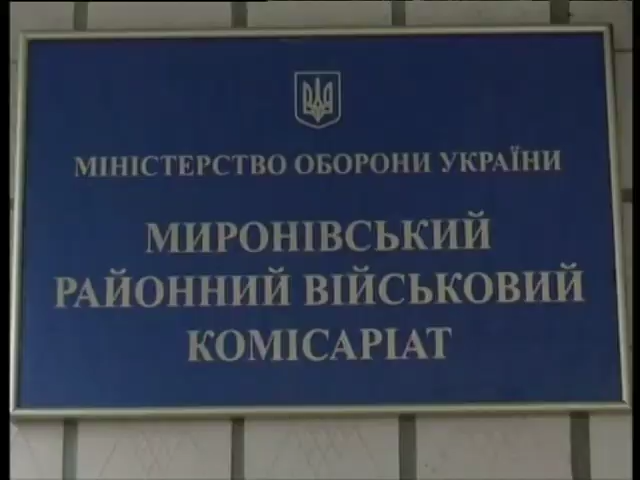 МІНІСТЕРСТВО ОБОРОНИ УКРАЇНИ
МИРОНІВСЬКИЙ
РАЙОННИЙ ВІЙСЬКОВИЙ
КОМІСАРІАТ